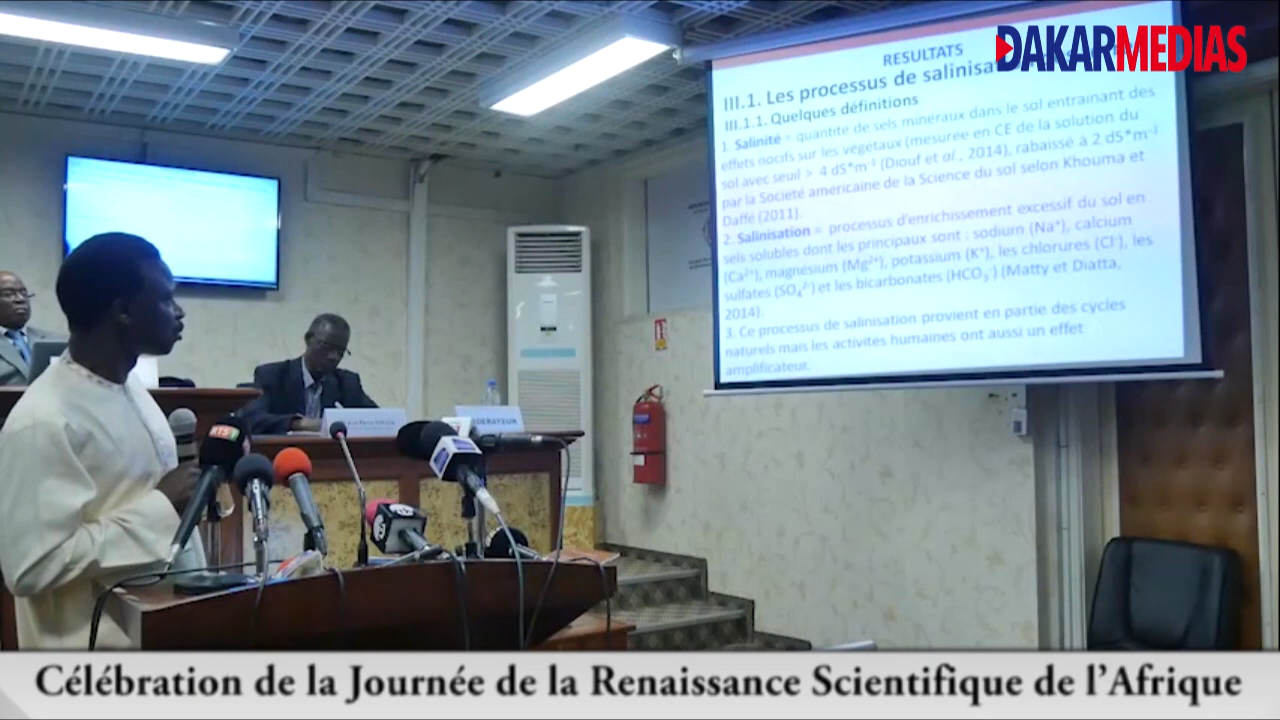 DAKARMEDIAS
RESULTATS
III.1. Les processus de
III.1.1. Quelques définitions
1. Salinité = quantite de sels mineraux dans le sol entrainant des
effets nocifs sur les végétaux (mesurée en CE de la solution du
sol avec seuil > 4 dS*m⁻¹ (Diouf et al., 2014), rabaissé à 2 dS*m⁻¹
par la Société américaine de la Science du sol selon Khouma et
Daffé (2011).
2. Salinisation = processus d'enrichissement excessif du sol en
sels solubles dont les principaux sont : sodium (Na⁺), calcium
(Ca²⁺), magnésium (Mg²⁺), potassium (K⁺), les chlorures (Cl⁻), les
sulfates (SO₄²⁻) et les bicarbonates (HCO₃⁻) (Matty et Diatta,
2014).
3. Ce processus de salinisation provient en partie des cycles
naturels mais les activités humaines ont aussi un effet
amplificateur.
Célébration de la Journée de la Renaissance Scientifique de l'Afrique